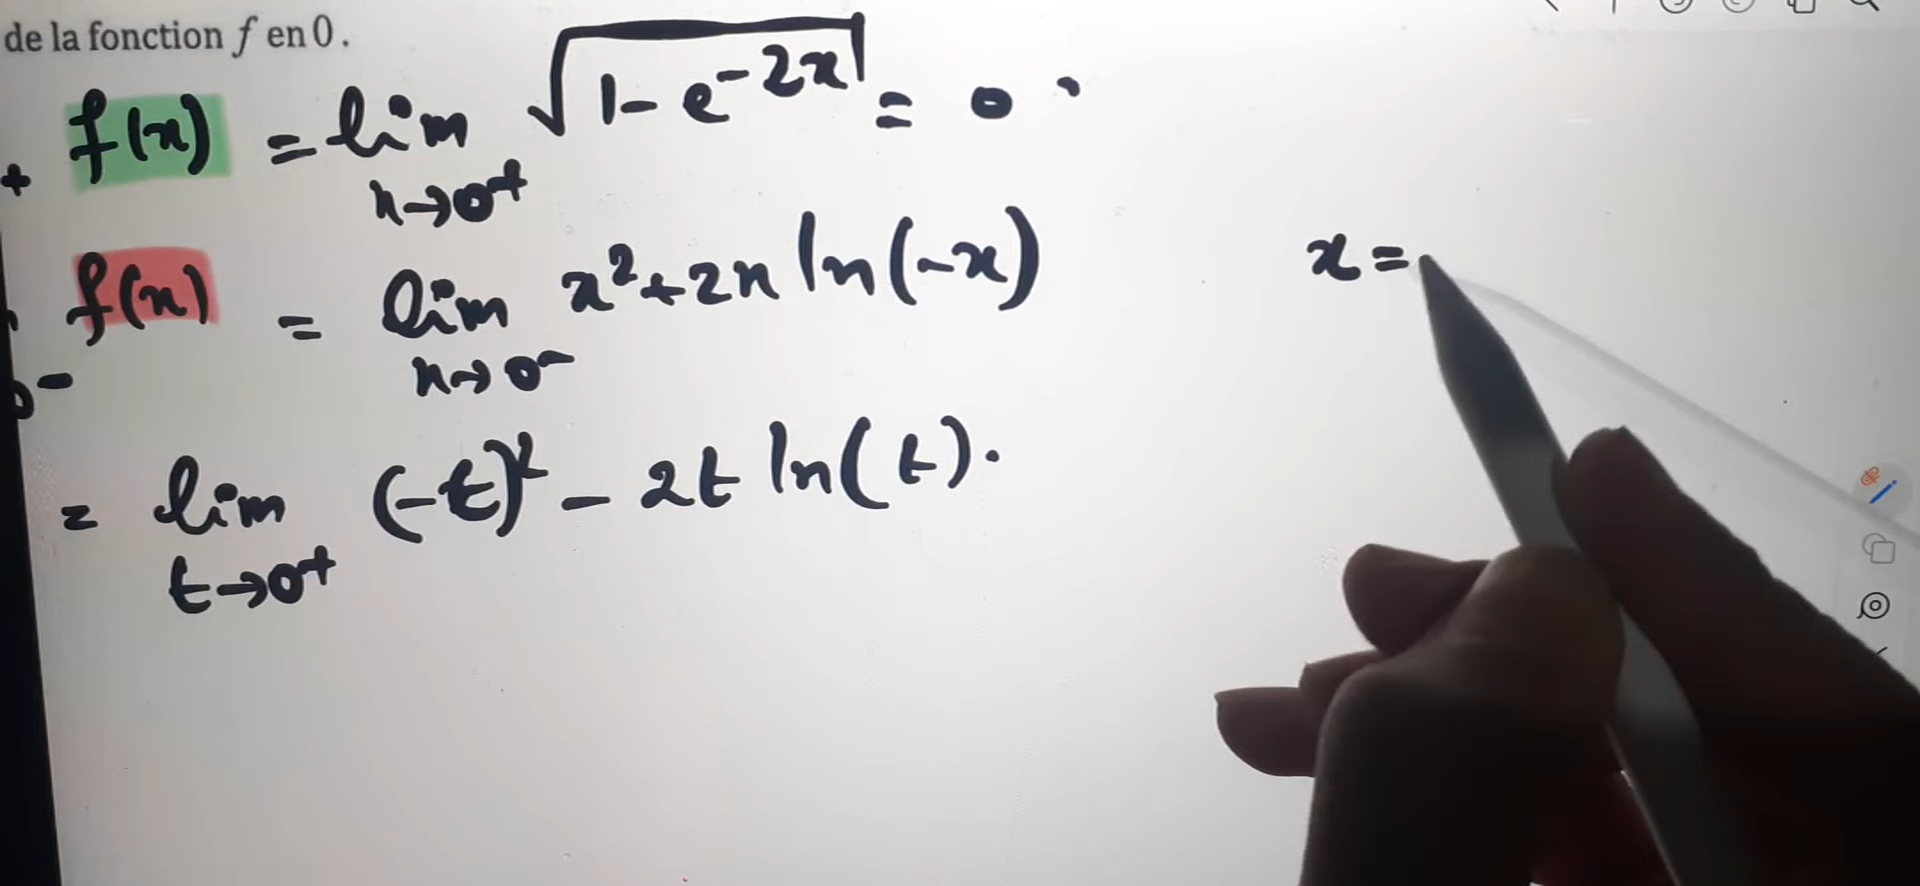 de la fonction f en 0.
+ f(x) = lim √(1 - e^-2x) = 0 .
x→0+
f(x) = lim x² + 2x ln(-x)
0- x→0-
x =
= lim (-t)² - 2t ln(t).
t→0+